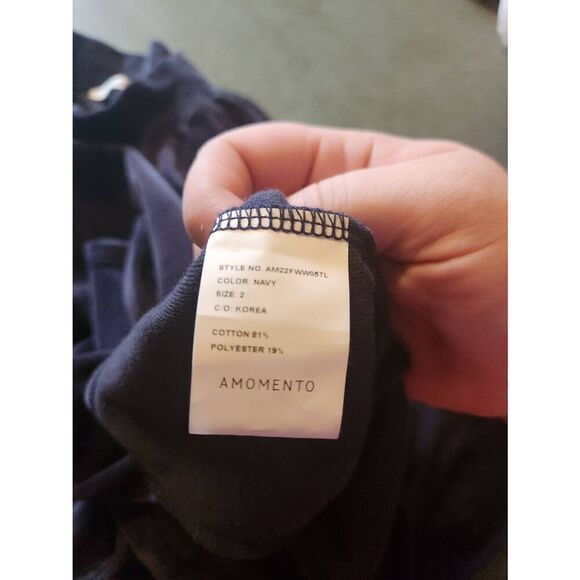 STYLE NO. AM22FWW05TL
COLOR: NAVY
SIZE: 2
C/O: KOREA
COTTON 81%
POLYESTER 19%
AMOMENTO